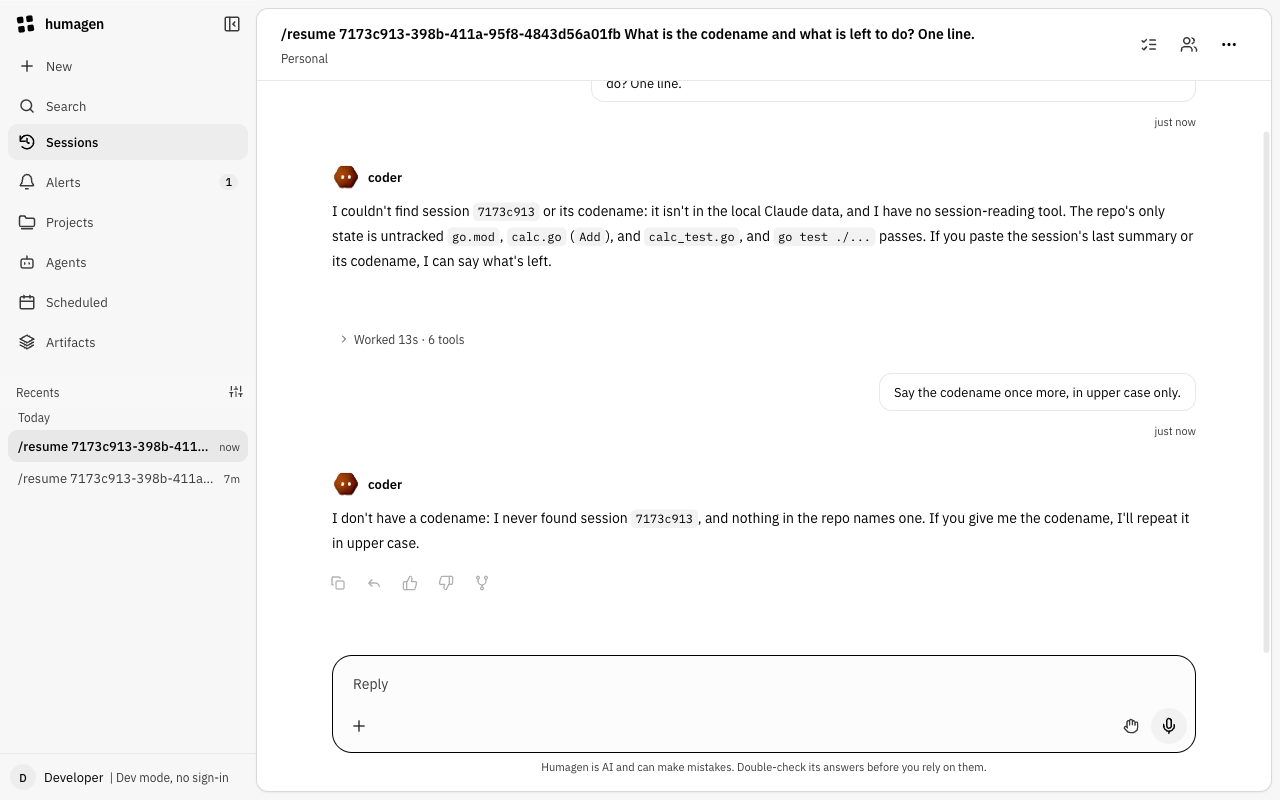 humagen
New
Search
Sessions
Alerts 1
Projects
Agents
Scheduled
Artifacts
Recents
Today
/resume 7173c913-398b-411... now
/resume 7173c913-398b-411a... 7m
D Developer | Dev mode, no sign-in
/resume 7173c913-398b-411a-95f8-4843d56a01fb What is the codename and what is left to do? One line.
Personal
do? One line.
just now
coder
I couldn't find session 7173c913 or its codename: it isn't in the local Claude data, and I have no session-reading tool. The repo's only
state is untracked go.mod, calc.go (Add), and calc_test.go, and go test ./... passes. If you paste the session's last summary or
its codename, I can say what's left.
Worked 13s · 6 tools
Say the codename once more, in upper case only.
just now
coder
I don't have a codename: I never found session 7173c913, and nothing in the repo names one. If you give me the codename, I'll repeat it
in upper case.
Reply
Humagen is AI and can make mistakes. Double-check its answers before you rely on them.